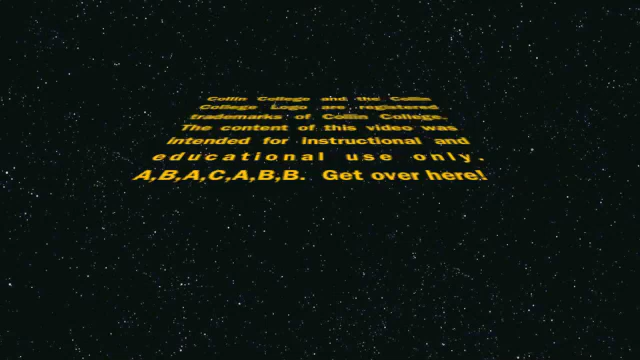 Collin College and the Collin
College Logo are registered
trademarks of Collin College.
The content of this video was
intended for instructional and
educational use only.
A,B,A,C,A,B,B. Get over here!